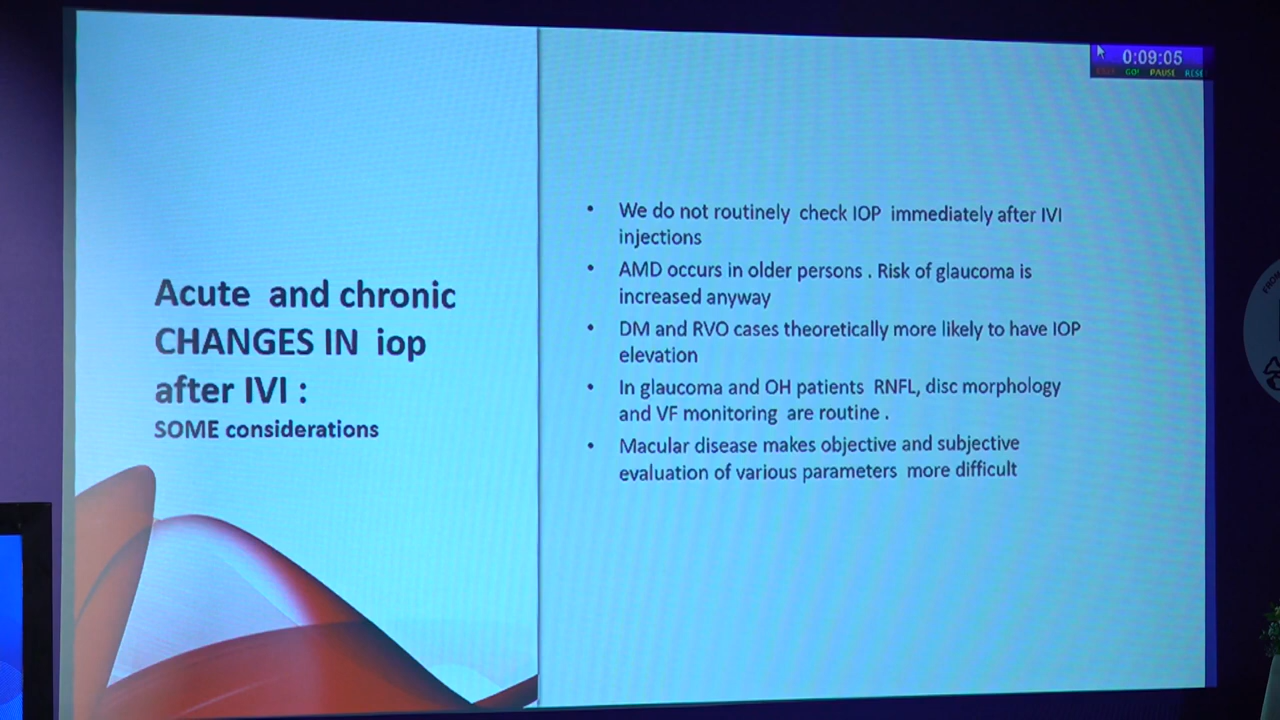 0:09:05
GO! PAUSE
Acute and chronic
CHANGES IN iop
after IVI :
SOME considerations
• We do not routinely check IOP immediately after IVI
injections
• AMD occurs in older persons . Risk of glaucoma is
increased anyway
• DM and RVO cases theoretically more likely to have IOP
elevation
• In glaucoma and OH patients RNFL, disc morphology
and VF monitoring are routine .
• Macular disease makes objective and subjective
evaluation of various parameters more difficult